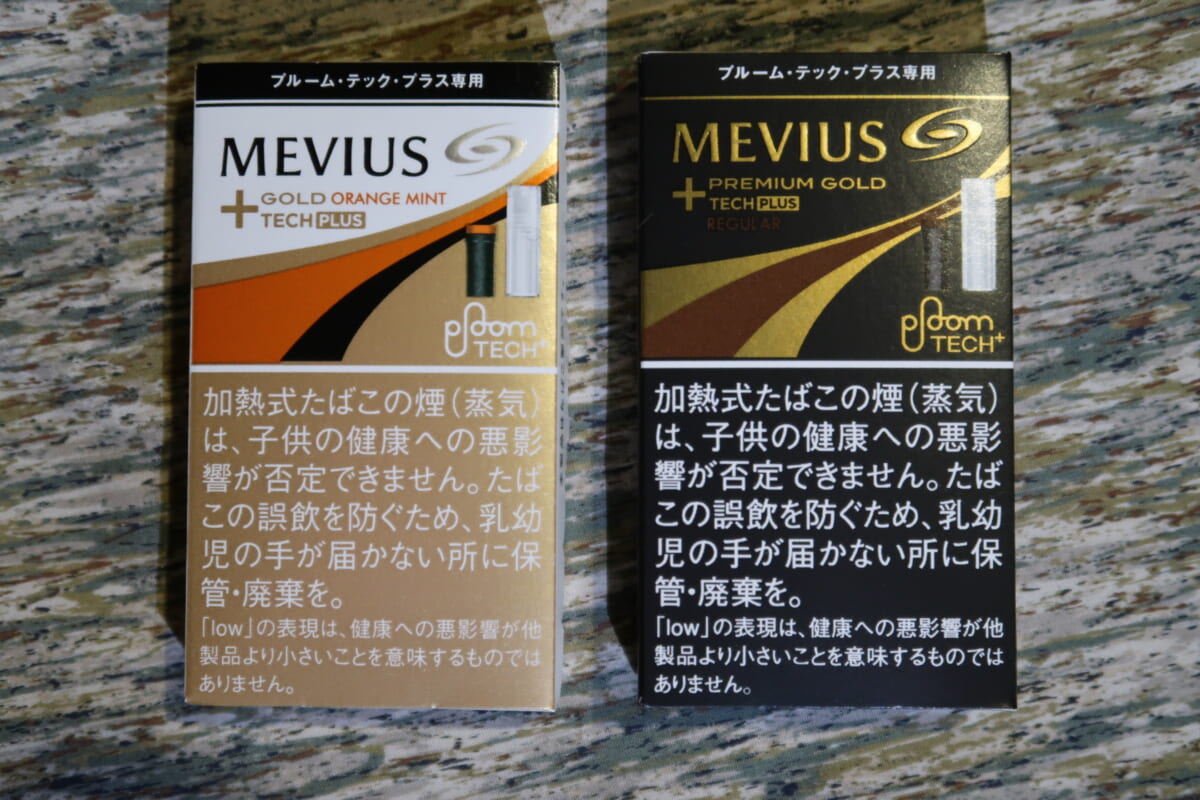 プルーム・テック・プラス専用
MEVIUS
+ GOLD ORANGE MINT
TECH PLUS
ploom
TECH+
加熱式たばこの煙(蒸気)
は、子供の健康への悪影
響が否定できません。たば
この誤飲を防ぐため、乳幼
児の手が届かない所に保
管・廃棄を。
「low」の表現は、健康への悪影響が他
製品より小さいことを意味するものでは
ありません。
プルーム・テック・プラス専用
MEVIUS
+ PREMIUM GOLD
TECH PLUS
REGULAR
ploom
TECH+
加熱式たばこの煙(蒸気)
は、子供の健康への悪影
響が否定できません。たば
この誤飲を防ぐため、乳幼
児の手が届かない所に保
管・廃棄を。
「low」の表現は、健康への悪影響が他
製品より小さいことを意味するものでは
ありません。